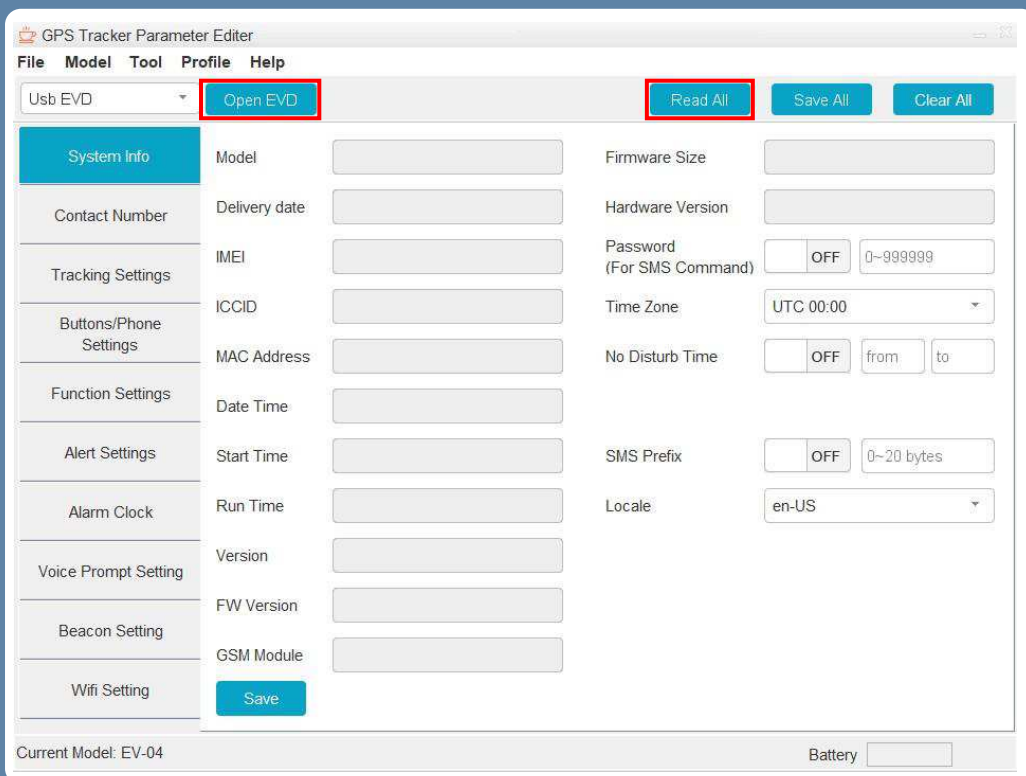 GPS Tracker Parameter Editer
File Model Tool Profile Help
Usb EVD Open EVD Read All Save All Clear All
System Info
Contact Number
Tracking Settings
Buttons/Phone
Settings
Function Settings
Alert Settings
Alarm Clock
Voice Prompt Setting
Beacon Setting
Wifi Setting
Model
Delivery date
IMEI
ICCID
MAC Address
Date Time
Start Time
Run Time
Version
FW Version
GSM Module
Save
Firmware Size
Hardware Version
Password
(For SMS Command) OFF 0~999999
Time Zone UTC 00:00
No Disturb Time OFF from to
SMS Prefix OFF 0~20 bytes
Locale en-US
Current Model: EV-04 Battery